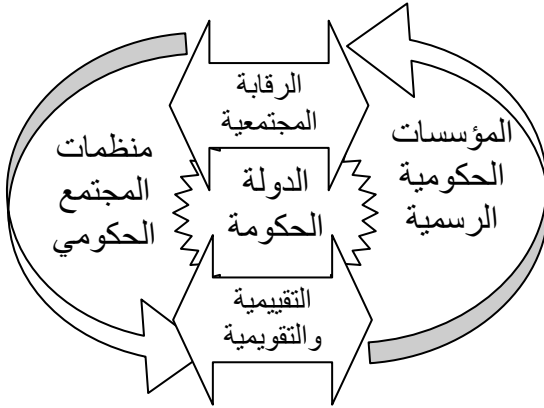 الرقابة
المجتمعية
المؤسسات
الحكومية
الرسمية
الدولة
الحكومة
منظمات
المجتمع
الحكومي
التقييمية
والتقويمية